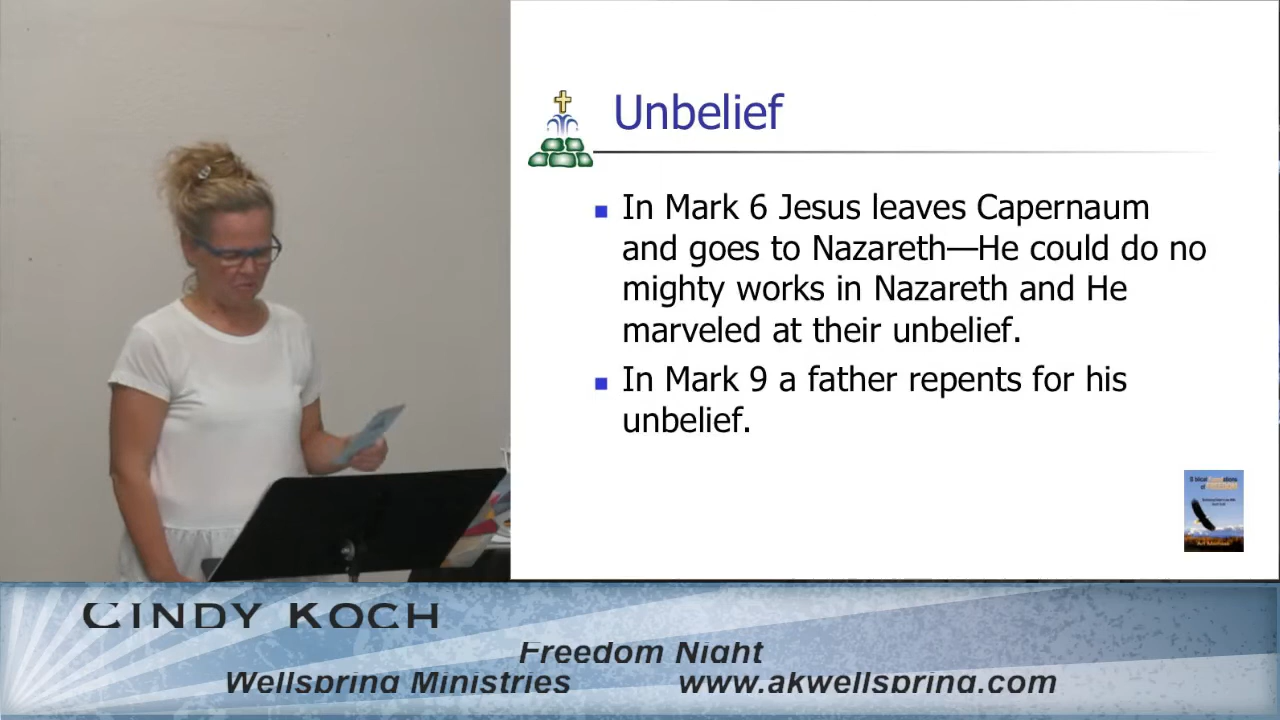 Unbelief
In Mark 6 Jesus leaves Capernaum
and goes to Nazareth—He could do no
mighty works in Nazareth and He
marveled at their unbelief.
In Mark 9 a father repents for his
unbelief.
CINDY KOCH
Freedom Night
Wellspring Ministries www.akwellspring.com